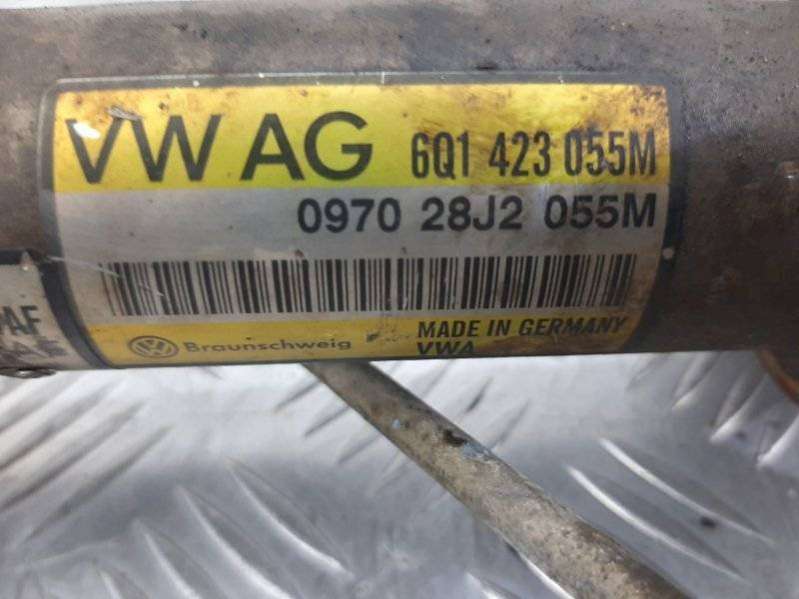 VW AG 6Q1 423 055M
0970 28J2 055M
Braunschweig MADE IN GERMANY
VWA